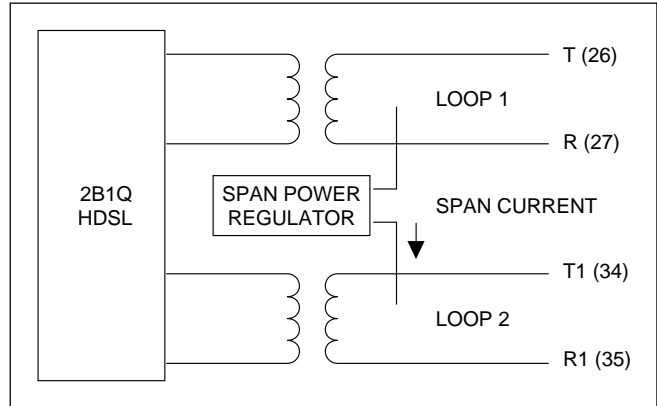 T (26)
LOOP 1
R (27)
2B1Q
HDSL
SPAN POWER
REGULATOR
SPAN CURRENT
T1 (34)
LOOP 2
R1 (35)